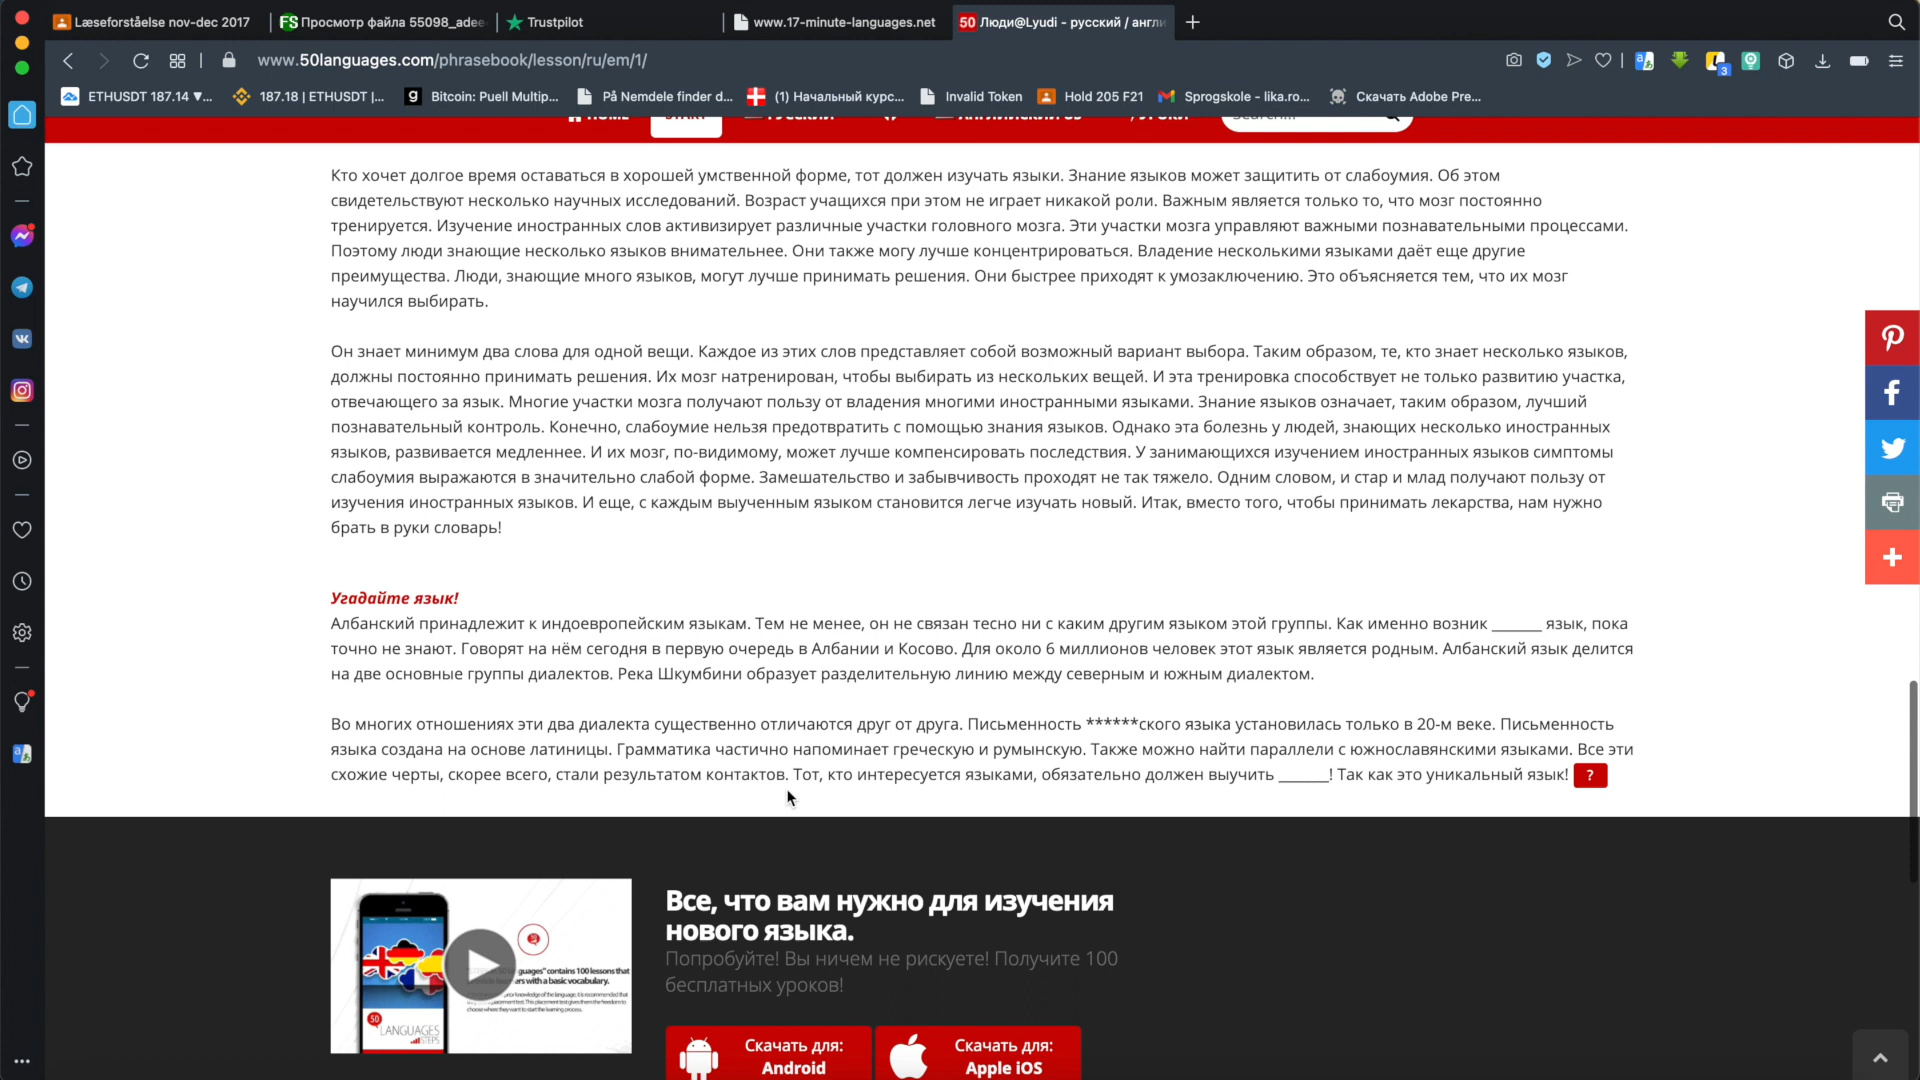 Læseforståelse nov-dec 2017
FS Просмотр файла 55098_adee
Trustpilot
www.17-minute-languages.net
50 Люди@Lyudi - русский / англи
www.50languages.com/phrasebook/lesson/ru/em/1/
3
ETHUSDT 187.14 ▼...
187.18 | ETHUSDT |...
Bitcoin: Puell Multip...
På Nemdele finder d...
(1) Начальный курс...
Invalid Token
Hold 205 F21
Sprogskole – lika.ro...
Скачать Adobe Pre...
HOME
START
РУССКИЙ
Search...
Кто хочет долгое время оставаться в хорошей умственной форме, тот должен изучать языки. Знание языков может защитить от слабоумия. Об этом
свидетельствуют несколько научных исследований. Возраст учащихся при этом не играет никакой роли. Важным является только то, что мозг постоянно
тренируется. Изучение иностранных слов активизирует различные участки головного мозга. Эти участки мозга управляют важными познавательными процессами.
Поэтому люди знающие несколько языков внимательнее. Они также могу лучше концентрироваться. Владение несколькими языками даёт еще другие
преимущества. Люди, знающие много языков, могут лучше принимать решения. Они быстрее приходят к умозаключению. Это объясняется тем, что их мозг
научился выбирать.
Он знает минимум два слова для одной вещи. Каждое из этих слов представляет собой возможный вариант выбора. Таким образом, те, кто знает несколько языков,
должны постоянно принимать решения. Их мозг натренирован, чтобы выбирать из нескольких вещей. И эта тренировка способствует не только развитию участка,
отвечающего за язык. Многие участки мозга получают пользу от владения многими иностранными языками. Знание языков означает, таким образом, лучший
познавательный контроль. Конечно, слабоумие нельзя предотвратить с помощью знания языков. Однако эта болезнь у людей, знающих несколько иностранных
языков, развивается медленнее. И их мозг, по-видимому, может лучше компенсировать последствия. У занимающихся изучением иностранных языков симптомы
слабоумия выражаются в значительно слабой форме. Замешательство и забывчивость проходят не так тяжело. Одним словом, и стар и млад получают пользу от
изучения иностранных языков. И еще, с каждым выученным языком становится легче изучать новый. Итак, вместо того, чтобы принимать лекарства, нам нужно
брать в руки словарь!
Угадайте язык!
Албанский принадлежит к индоевропейским языкам. Тем не менее, он не связан тесно ни с каким другим языком этой группы. Как именно возник _______ язык, пока
точно не знают. Говорят на нём сегодня в первую очередь в Албании и Косово. Для около 6 миллионов человек этот язык является родным. Албанский язык делится
на две основные группы диалектов. Река Шкумбини образует разделительную линию между северным и южным диалектом.
Во многих отношениях эти два диалекта существенно отличаются друг от друга. Письменность ******ского языка установилась только в 20-м веке. Письменность
языка создана на основе латиницы. Грамматика частично напоминает греческую и румынскую. Также можно найти параллели с южнославянскими языками. Все эти
схожие черты, скорее всего, стали результатом контактов. Тот, кто интересуется языками, обязательно должен выучить _______! Так как это уникальный язык! ?
Все, что вам нужно для изучения
нового языка.
Попробуйте! Вы ничем не рискуете! Получите 100
бесплатных уроков!
guages" contains 100 lessons that
with a basic vocabulary.
50
LANGUAGES
STEPS
Скачать для:
Android
Скачать для:
Apple iOS